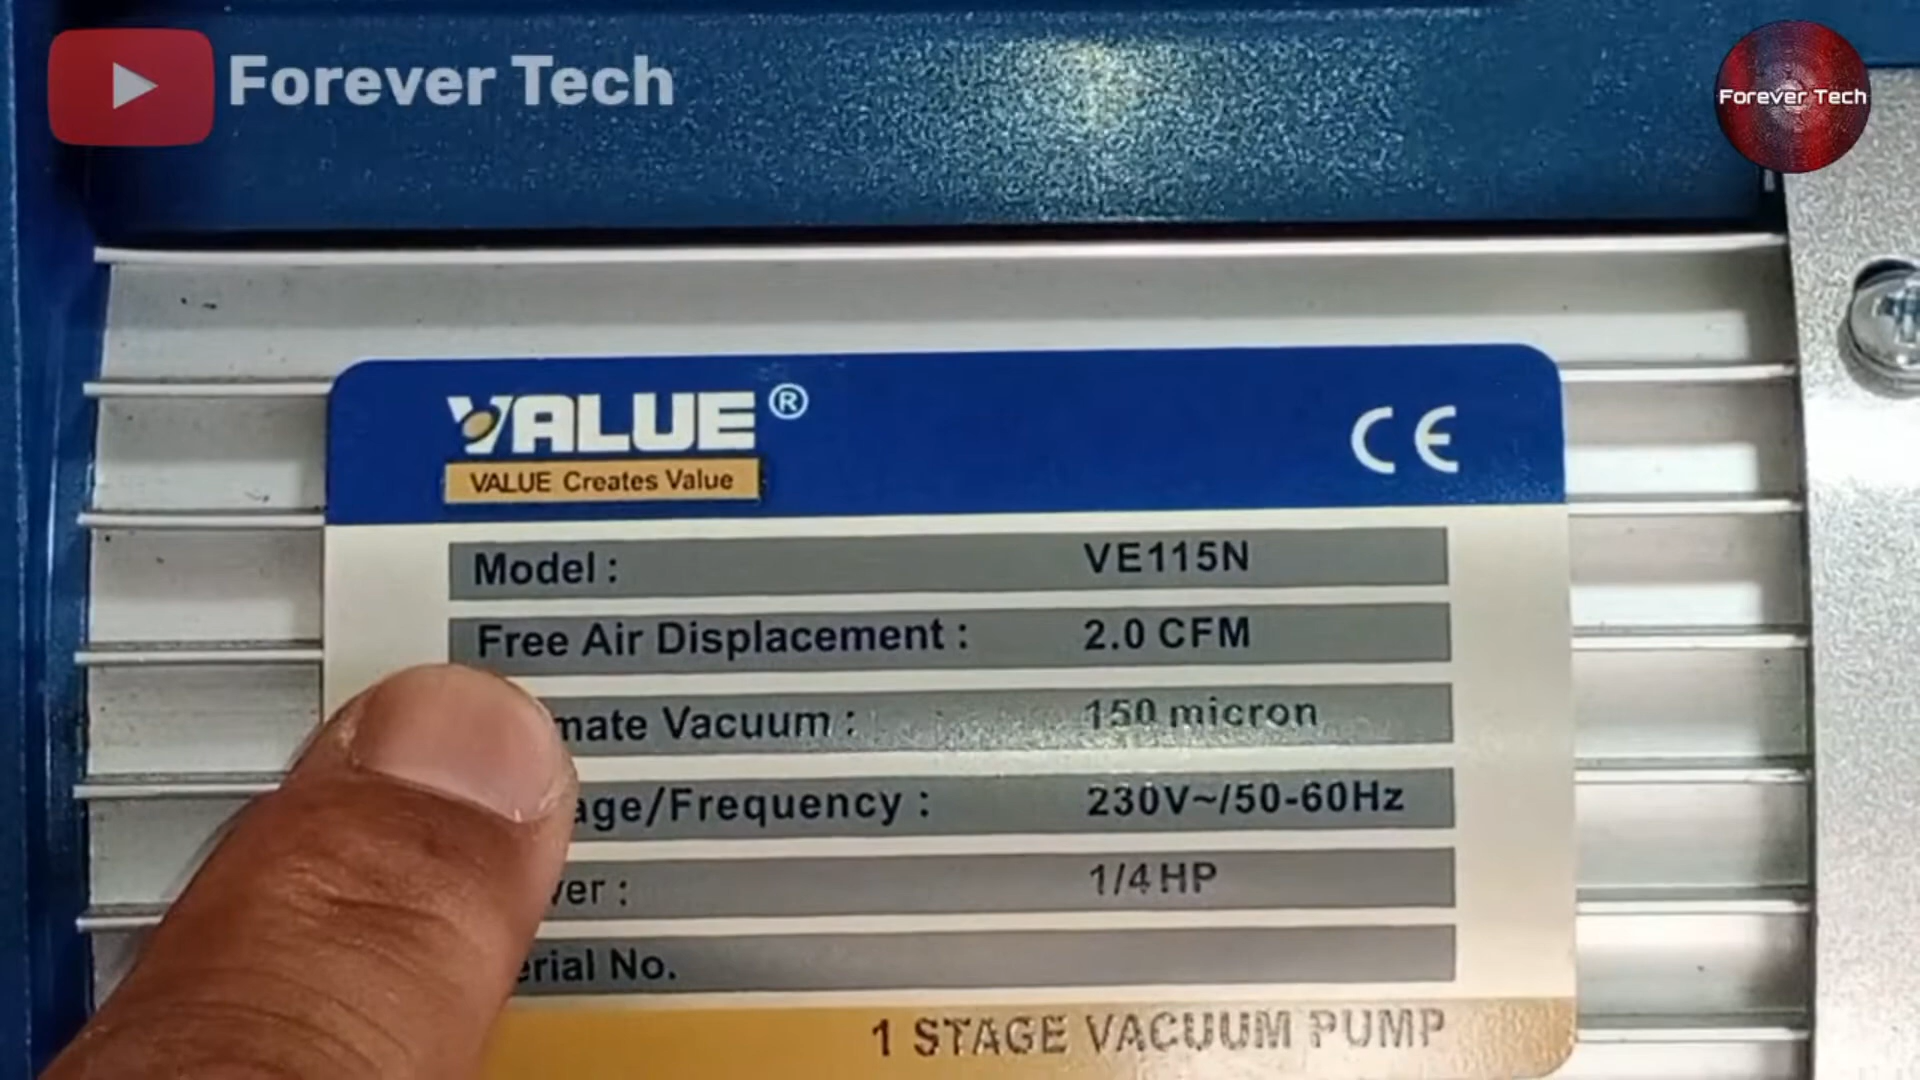 Forever Tech
Forever Tech
VALUE®
CE
VALUE Creates Value
Model : VE115N
Free Air Displacement : 2.0 CFM
mate Vacuum : 150 micron
age/Frequency : 230V~/50-60Hz
er : 1/4HP
erial No.
1 STAGE VACUUM PUMP